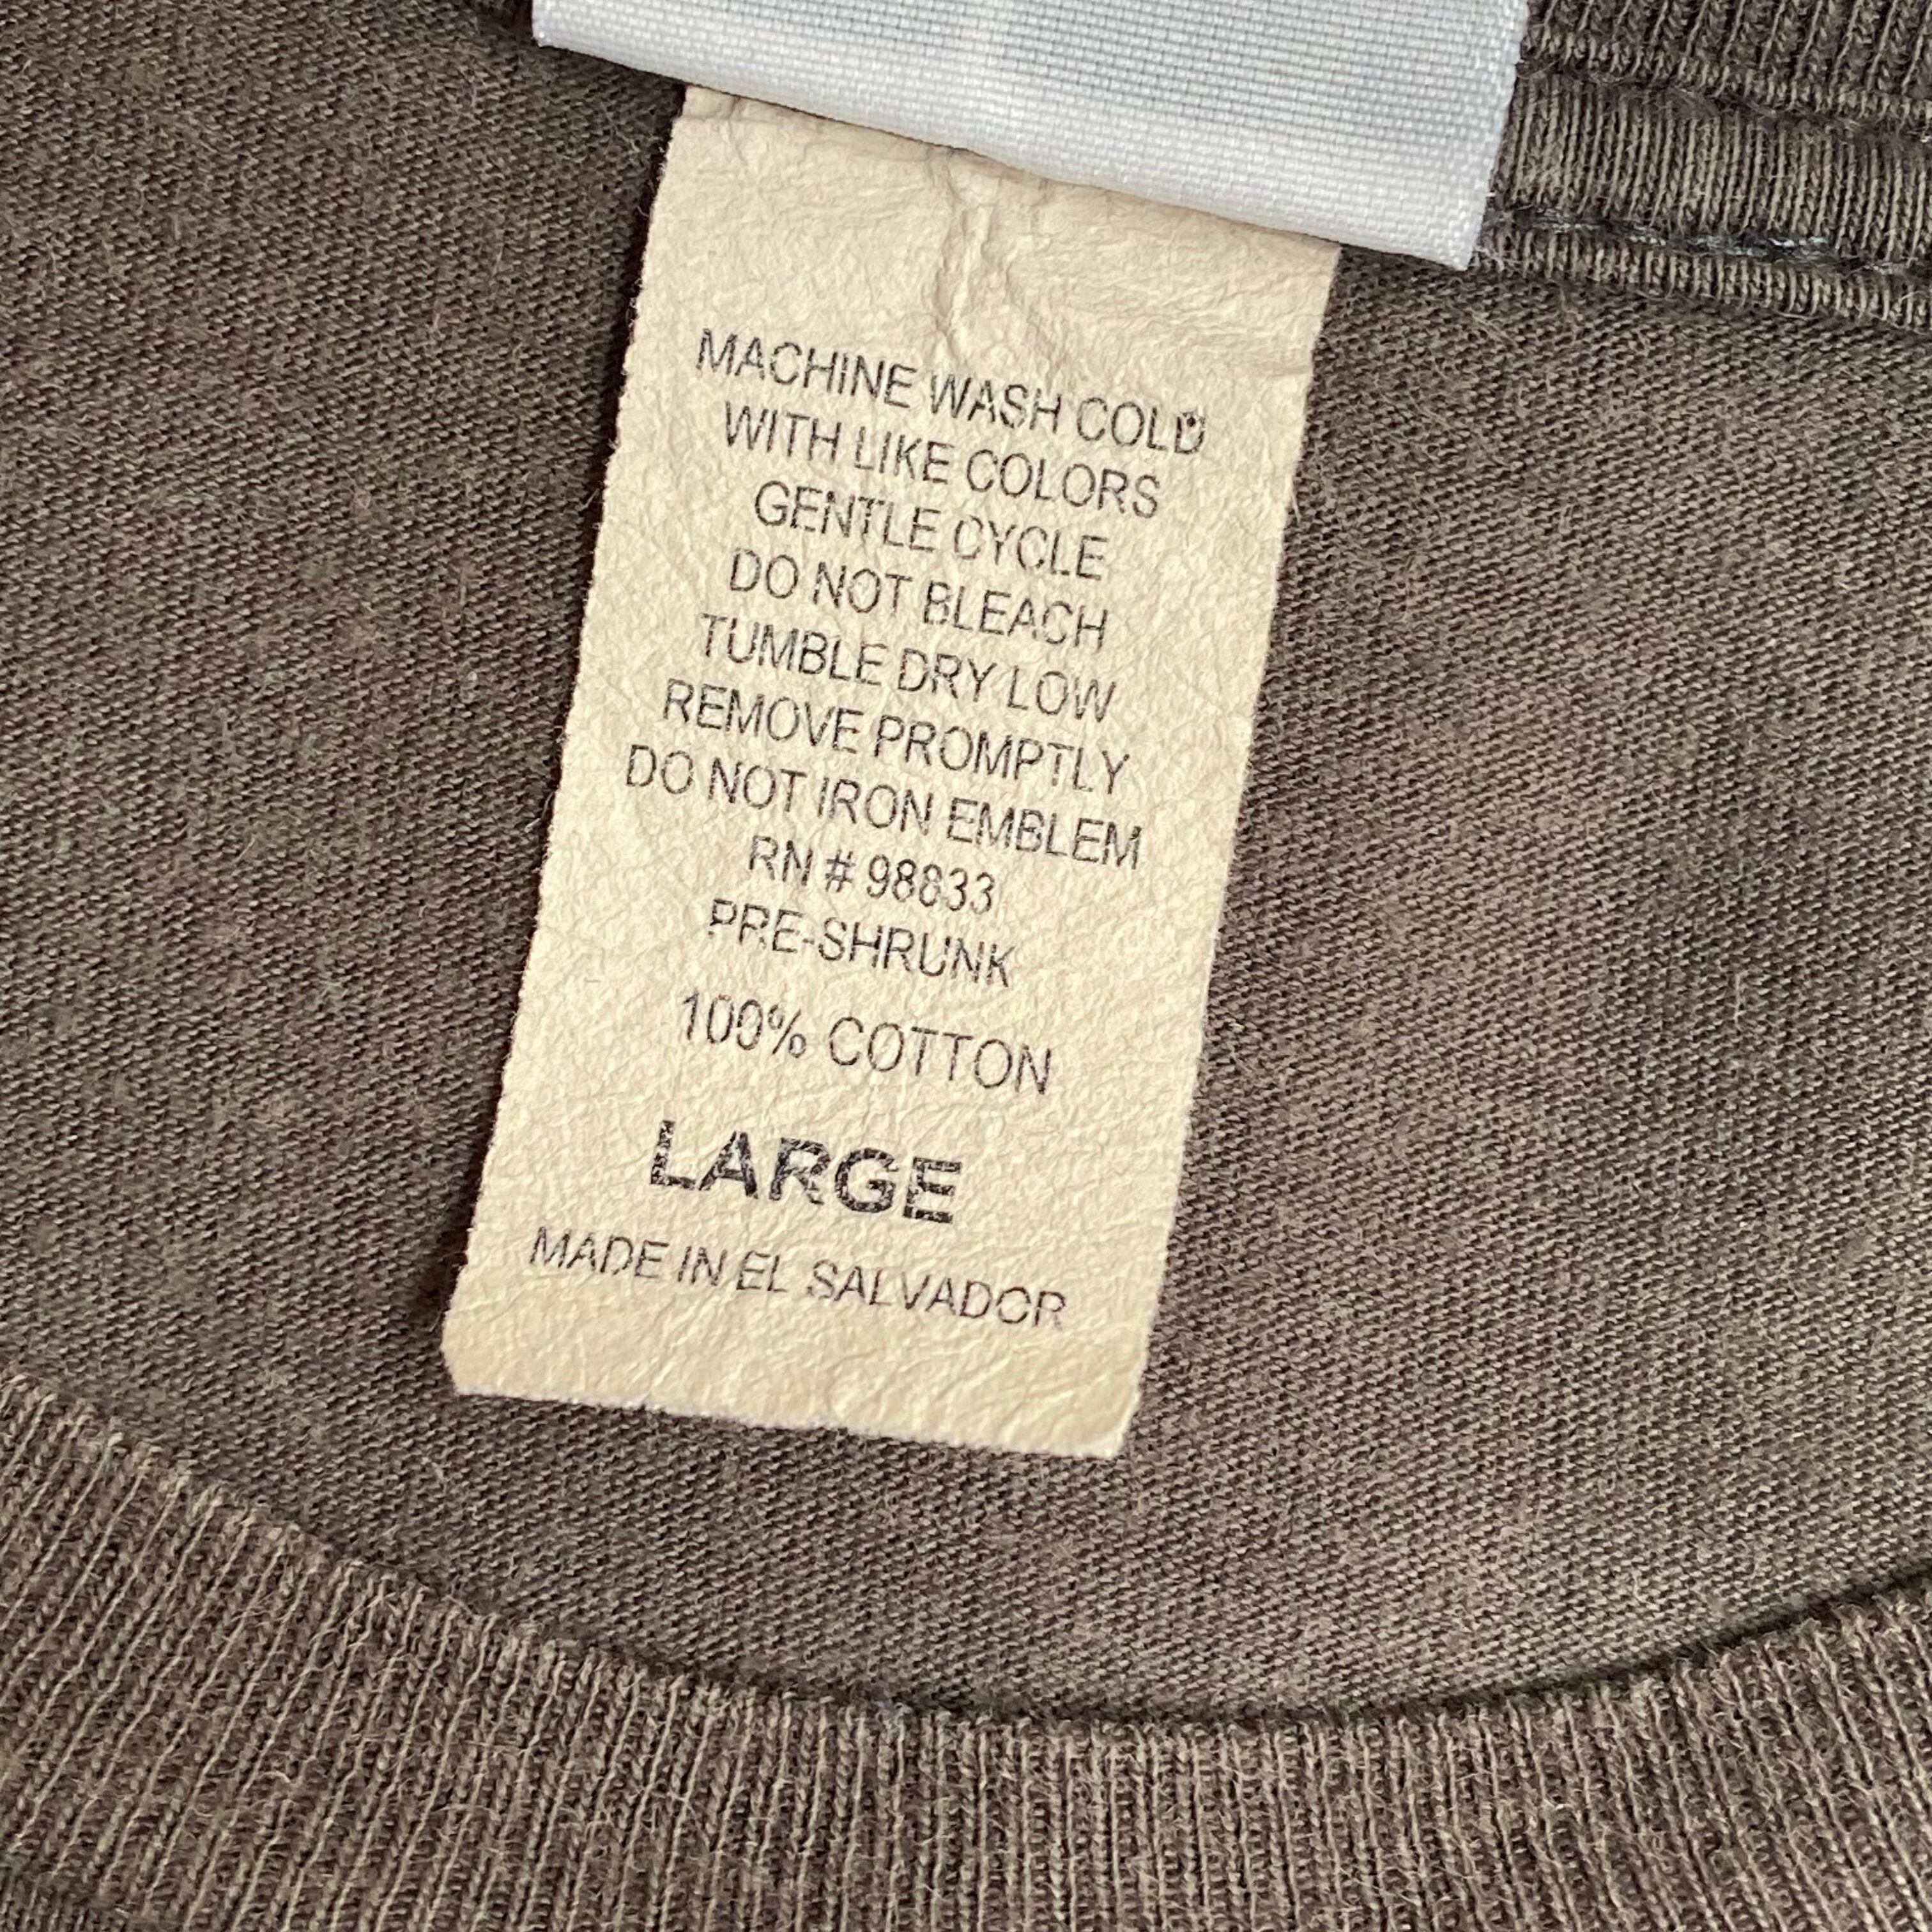 MACHINE WASH COLD
WITH LIKE COLORS
GENTLE CYCLE
DO NOT BLEACH
TUMBLE DRY LOW
REMOVE PROMPTLY
DO NOT IRON EMBLEM
RN # 98833
PRE-SHRUNK
100% COTTON
LARGE
MADE IN EL SALVADOR